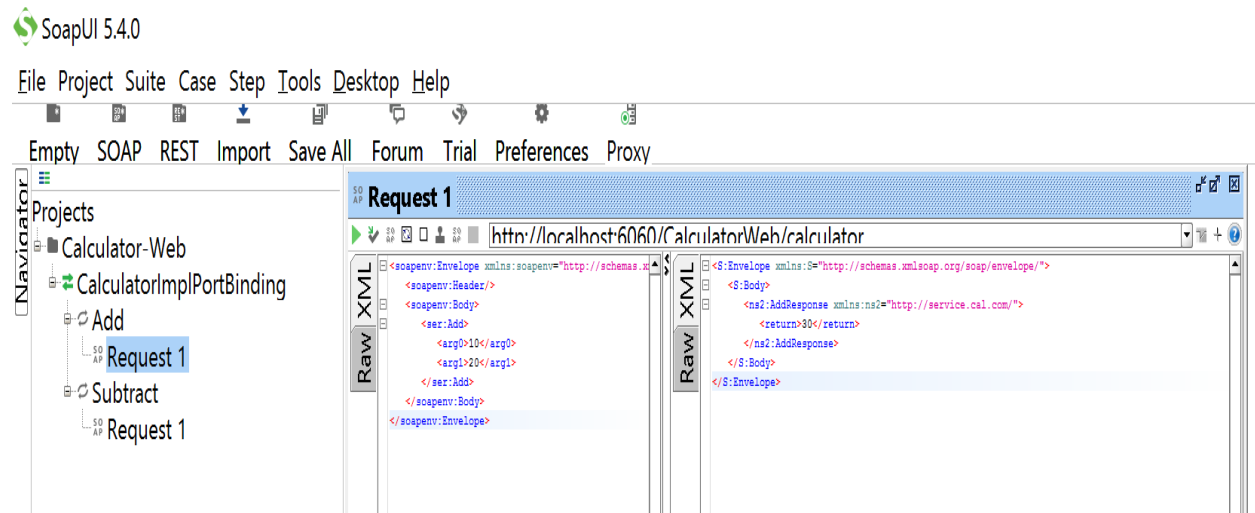 SoapUI 5.4.0
File Project Suite Case Step Tools Desktop Help
Empty SOAP REST Import Save All Forum Trial Preferences Proxy
Navigator
Projects
Calculator-Web
CalculatorImplPortBinding
Add
Request 1
Subtract
Request 1
Request 1
http://localhost:6060/CalculatorWeb/calculator
XML
Raw
<soapenv:Envelope xmlns:soapenv="http://schemas.x
<soapenv:Header/>
<soapenv:Body>
<ser:Add>
<arg0>10</arg0>
<arg1>20</arg1>
</ser:Add>
</soapenv:Body>
</soapenv:Envelope>
XML
Raw
<S:Envelope xmlns:S="http://schemas.xmlsoap.org/soap/envelope/">
<S:Body>
<ns2:AddResponse xmlns:ns2="http://service.cal.com/">
<return>30</return>
</ns2:AddResponse>
</S:Body>
</S:Envelope>